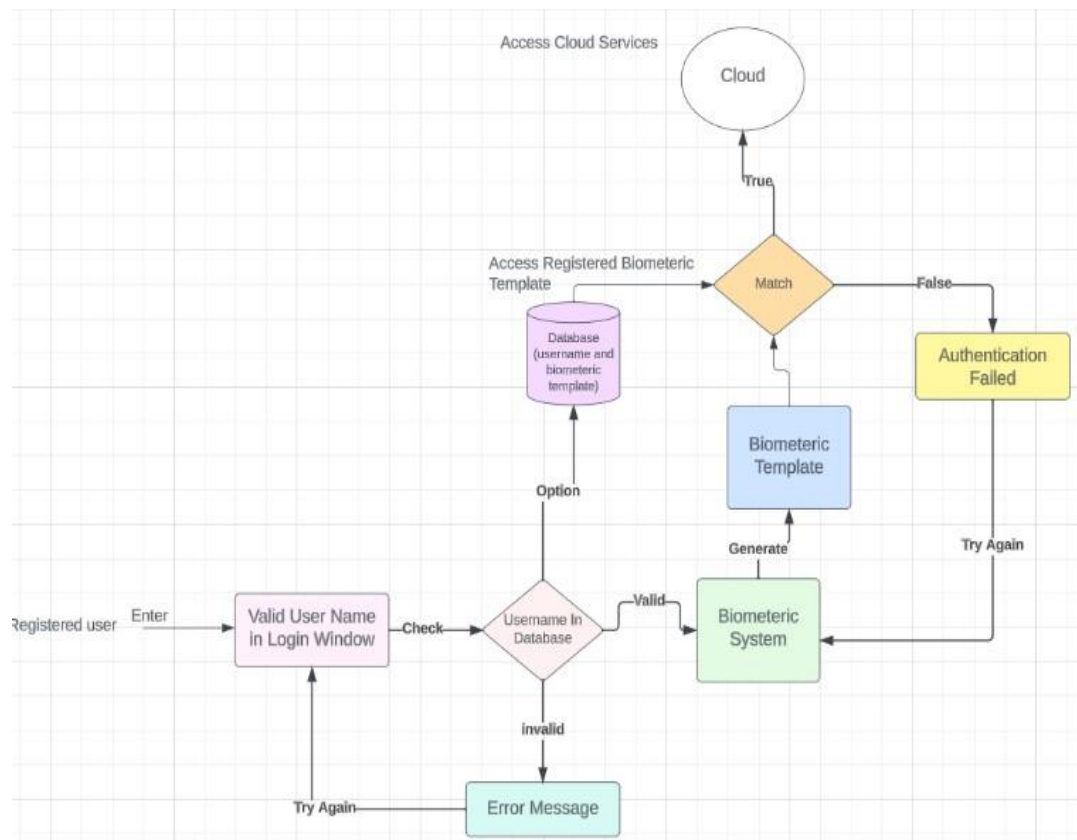 Access Cloud Services
Cloud
True
Access Registered Biometeric
Template
Match
False
Database
(username and
biometeric
template)
Authentication
Failed
Biometeric
Template
Option
Generate
Try Again
Registered user
Enter
Valid User Name
in Login Window
Check
Username In
Database
Valid
Biometeric
System
invalid
Try Again
Error Message